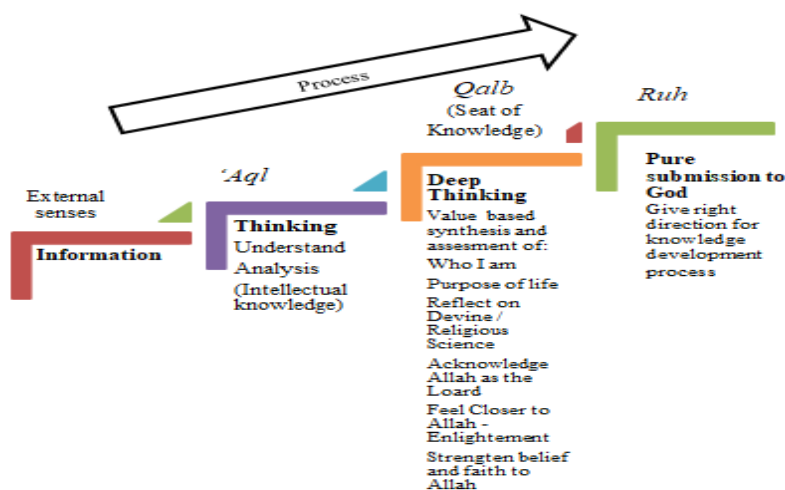 Process
External
senses
Information
‘Aql
Thinking
Understand
Analysis
(Intellectual
knowledge)
Qalb
(Seat of
Knowledge)
Deep
Thinking
Value based
synthesis and
assesment of:
Who I am
Purpose of life
Reflect on
Devine /
Religious
Science
Acknowledge
Allah as the
Loard
Feel Closer to
Allah -
Enlightement
Strengten belief
and faith to
Allah
Ruh
Pure
submission to
God
Give right
direction for
knowledge
development
process